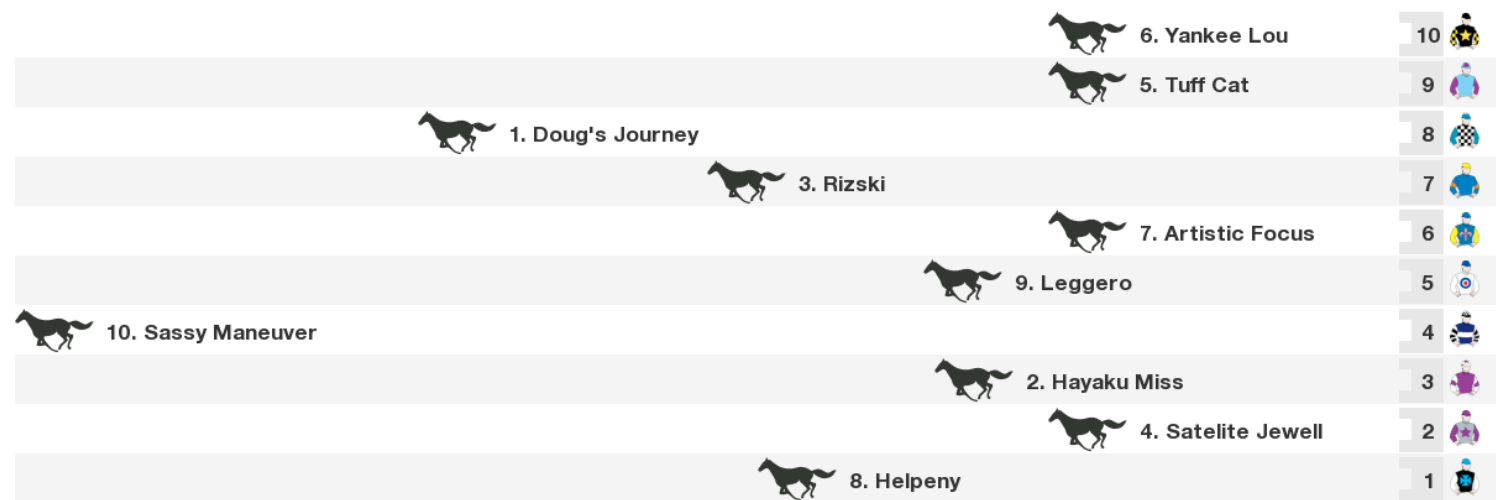 6. Yankee Lou 10
5. Tuff Cat 9
1. Doug's Journey 8
3. Rizski 7
7. Artistic Focus 6
9. Leggero 5
10. Sassy Maneuver 4
2. Hayaku Miss 3
4. Satelite Jewell 2
8. Helpeny 1